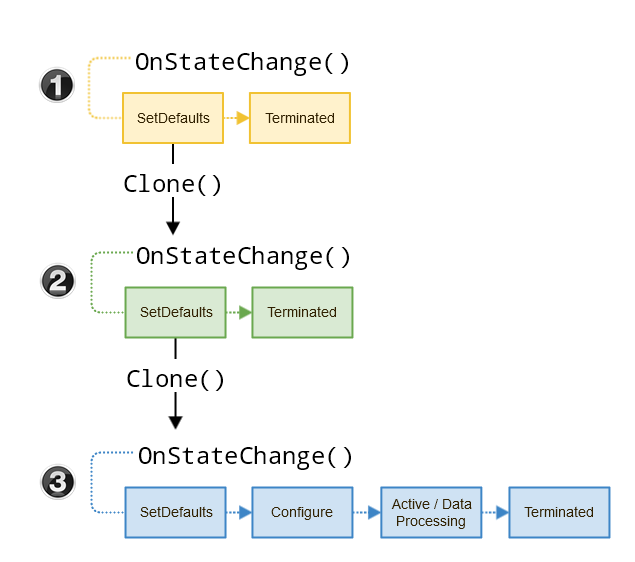 1
OnStateChange()
SetDefaults
Terminated
Clone()
2
OnStateChange()
SetDefaults
Terminated
Clone()
3
OnStateChange()
SetDefaults
Configure
Active / Data
Processing
Terminated